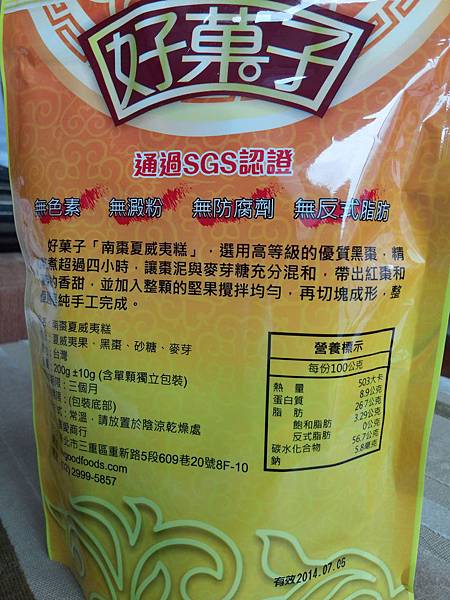 好菓子
通過SGS認證
無色素 無澱粉 無防腐劑 無反式脂肪
好菓子「南棗夏威夷糕」，選用高等級的優質黑棗，精
煮超過四小時，讓棗泥與麥芽糖充分混和，帶出紅棗和
的香甜，並加入整顆的堅果攪拌均勻，再切塊成形，整
純手工完成。
：南棗夏威夷糕
：夏威夷果、黑棗、砂糖、麥芽
：台灣
：200g ±10g (含單顆獨立包裝)
限：三個月
：(包裝底部)
式：常溫，請放置於陰涼乾燥處
愛商行
北市三重區重新路5段609巷20號8F-10
goodfoods.com
02) 2999-5857
營養標示
每份100公克
熱量 503大卡
蛋白質 8.9公克
脂肪 26.7公克
飽和脂肪 3.29公克
反式脂肪 0公克
碳水化合物 56.7公克
鈉 5.8毫克
有效2014.07.05